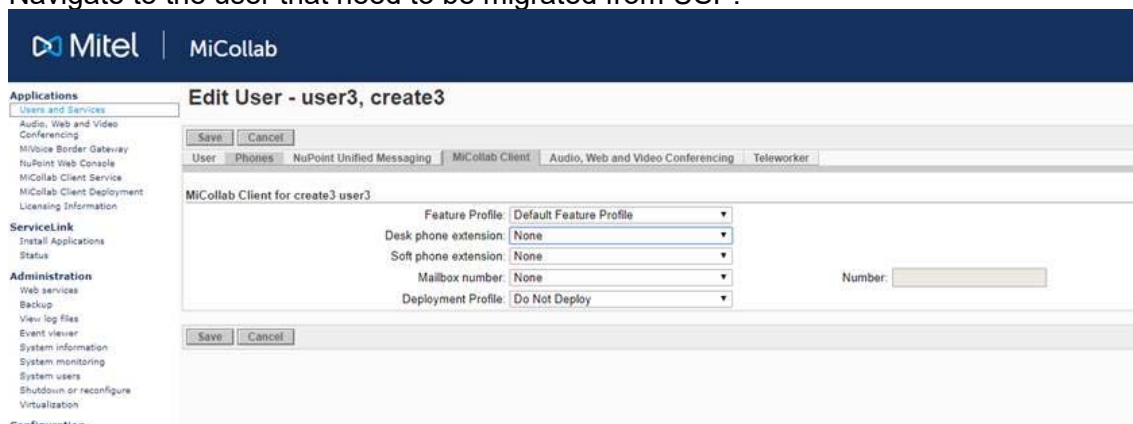 Navigate to the user that need to be migrated from USP.
Mitel | MiCollab
Applications
Users and Services
Audio, Web and Video
Conferencing
MiVoice Border Gateway
NuPoint Web Console
MiCollab Client Service
MiCollab Client Deployment
Licensing Information
ServiceLink
Install Applications
Status
Administration
Web services
Backup
View log files
Event viewer
System information
System monitoring
System users
Shutdown or reconfigure
Virtualization
Configuration
Edit User - user3, create3
Save Cancel
User Phones NuPoint Unified Messaging MiCollab Client Audio, Web and Video Conferencing Teleworker
MiCollab Client for create3 user3
Feature Profile: Default Feature Profile
Desk phone extension: None
Soft phone extension: None
Mailbox number: None Number:
Deployment Profile: Do Not Deploy
Save Cancel